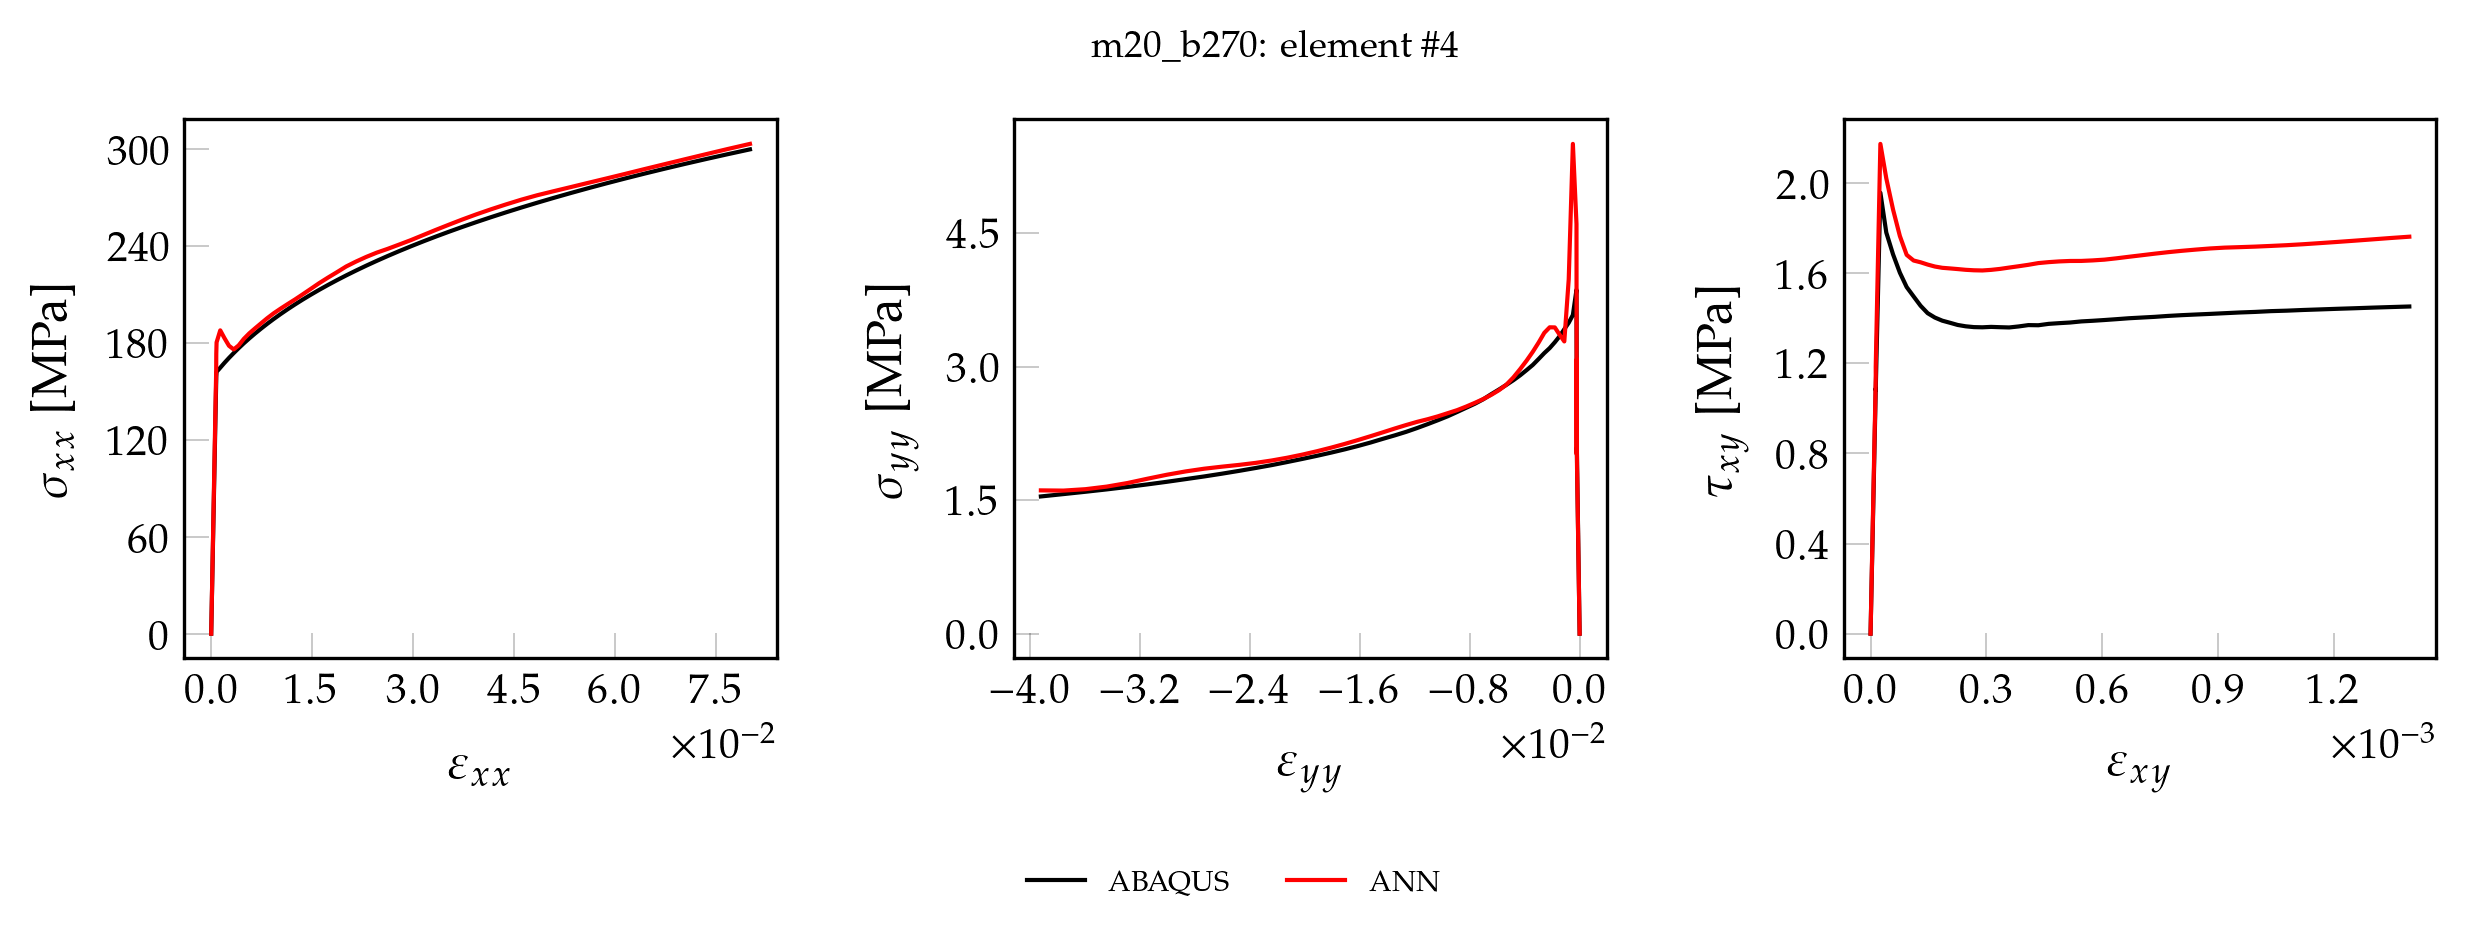 m20_b270: element #4
σxx [MPa]
300
240
180
120
60
0
0.0 1.5 3.0 4.5 6.0 7.5
×10−2
εxx
σyy [MPa]
4.5
3.0
1.5
0.0
−4.0 −3.2 −2.4 −1.6 −0.8 0.0
×10−2
εyy
τxy [MPa]
2.0
1.6
1.2
0.8
0.4
0.0
0.0 0.3 0.6 0.9 1.2
×10−3
εxy
ABAQUS ANN